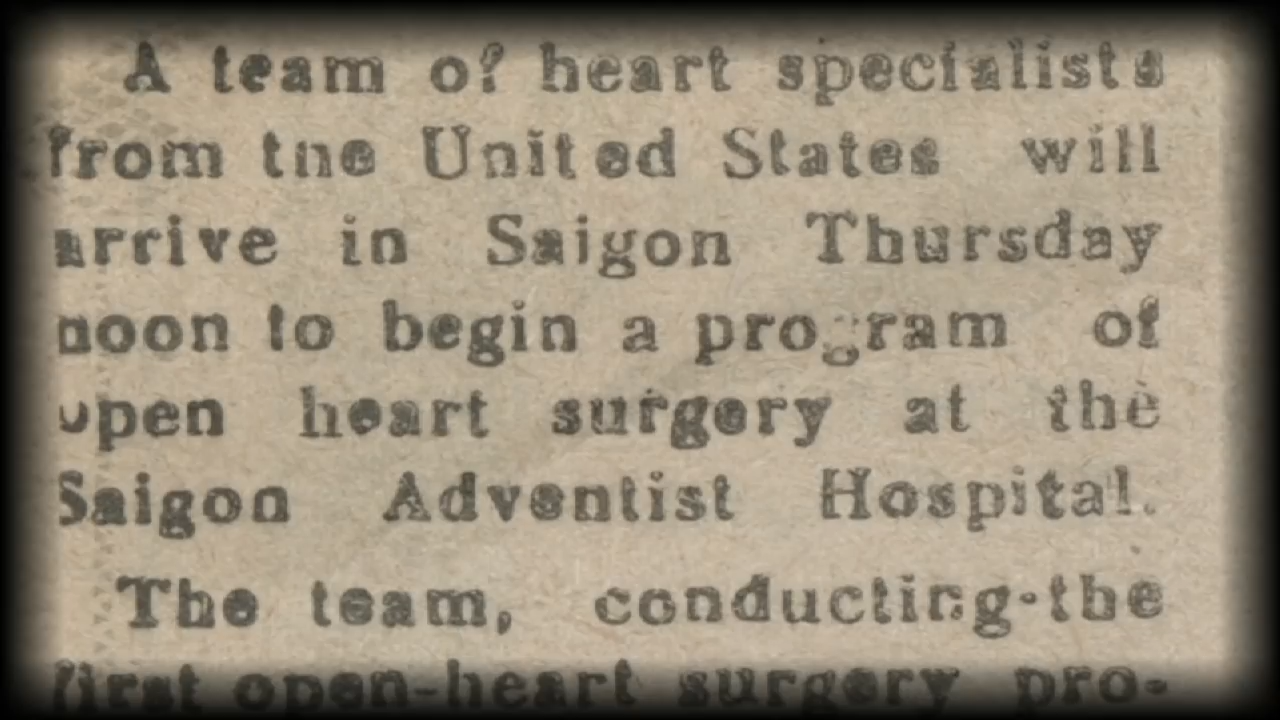 A team of heart specialists
from the United States will
arrive in Saigon Thursday
noon to begin a program of
open heart surgery at the
Saigon Adventist Hospital.
The team, conducting the
first open-heart surgery pro-